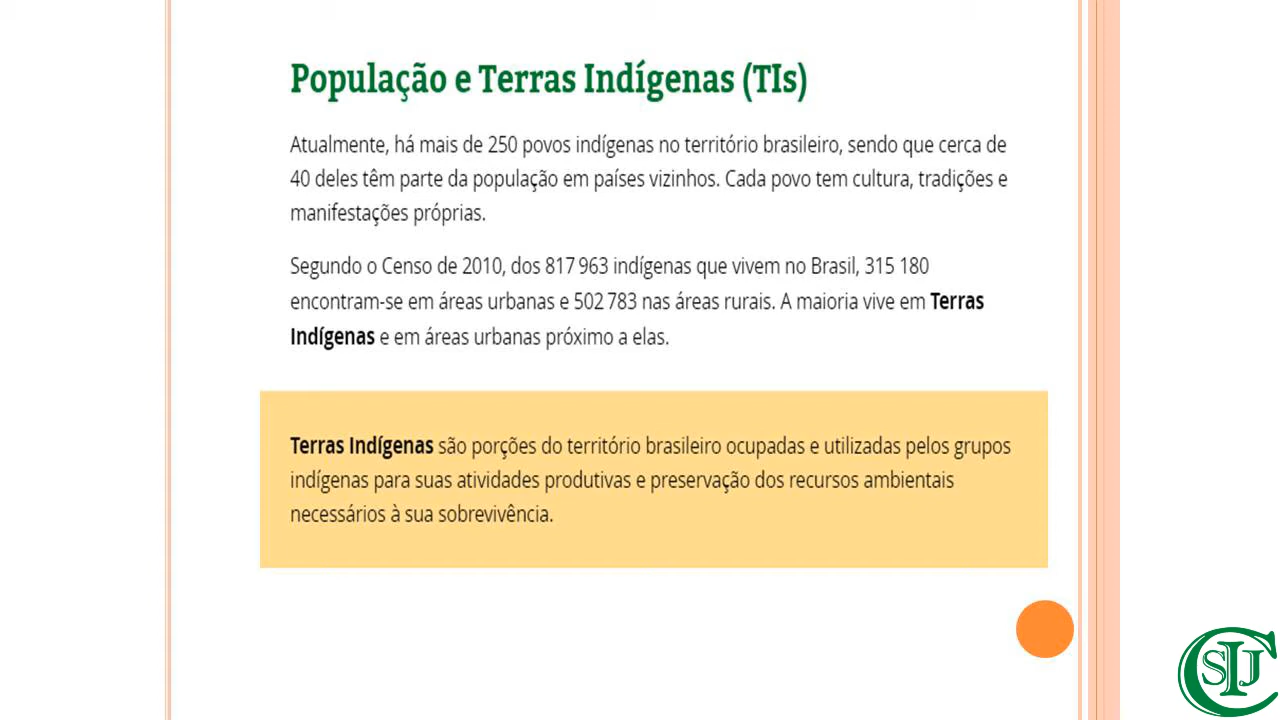 População e Terras Indígenas (TIs)
Atualmente, há mais de 250 povos indígenas no território brasileiro, sendo que cerca de
40 deles têm parte da população em países vizinhos. Cada povo tem cultura, tradições e
manifestações próprias.
Segundo o Censo de 2010, dos 817 963 indígenas que vivem no Brasil, 315 180
encontram-se em áreas urbanas e 502 783 nas áreas rurais. A maioria vive em Terras
Indígenas e em áreas urbanas próximo a elas.
Terras Indígenas são porções do território brasileiro ocupadas e utilizadas pelos grupos
indígenas para suas atividades produtivas e preservação dos recursos ambientais
necessários à sua sobrevivência.
CSIJ